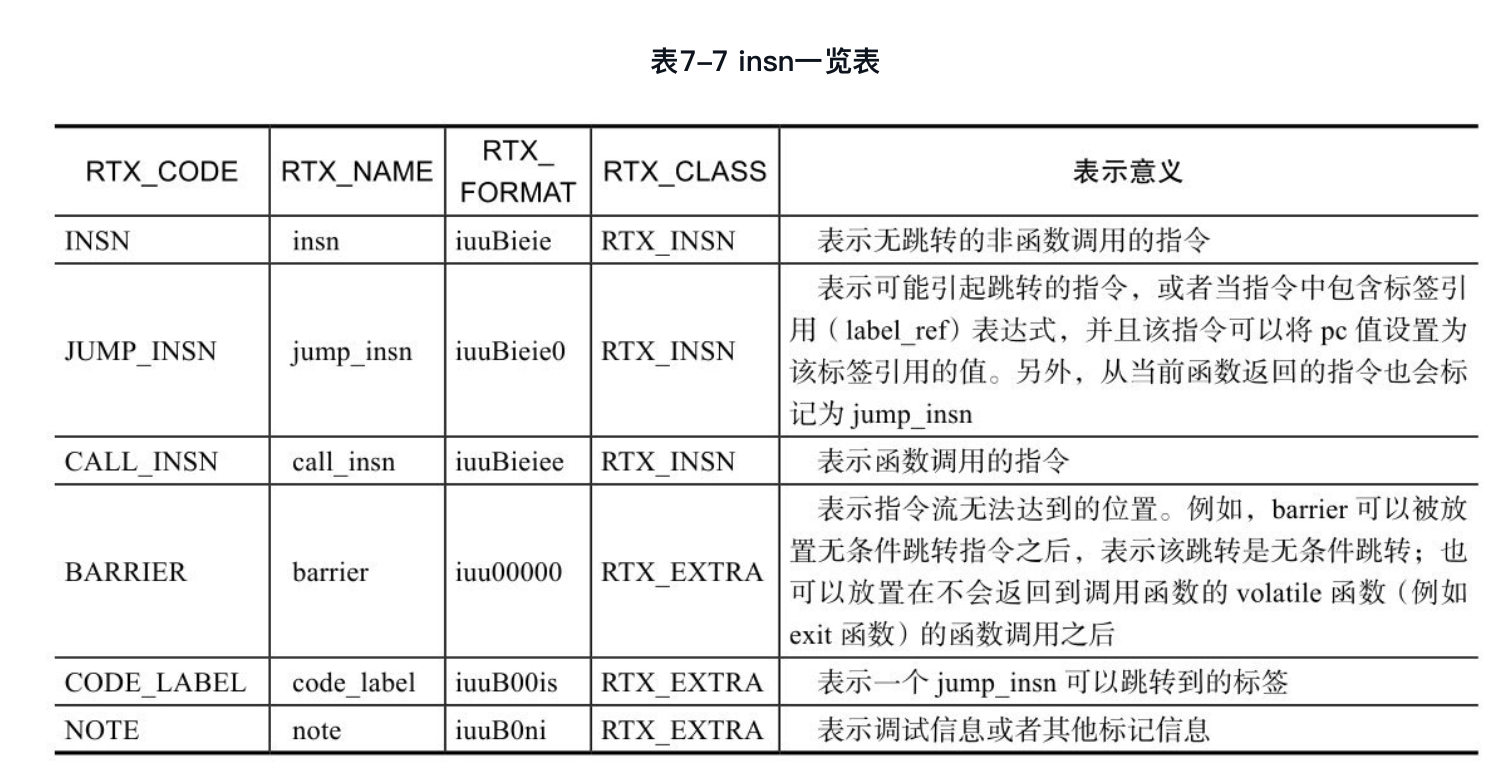 表7–7 insn一览表
RTX_CODE RTX_NAME RTX_ FORMAT RTX_CLASS 表示意义
INSN insn iuuBieie RTX_INSN 表示无跳转的非函数调用的指令
JUMP_INSN jump_insn iuuBieie0 RTX_INSN 表示可能引起跳转的指令，或者当指令中包含标签引
用（label_ref）表达式，并且该指令可以将 pc 值设置为
该标签引用的值。另外，从当前函数返回的指令也会标
记为 jump_insn
CALL_INSN call_insn iuuBieiee RTX_INSN 表示函数调用的指令
BARRIER barrier iuu00000 RTX_EXTRA 表示指令流无法达到的位置。例如，barrier 可以被放
置无条件跳转指令之后，表示该跳转是无条件跳转；也
可以放置在不会返回到调用函数的 volatile 函数（例如
exit 函数）的函数调用之后
CODE_LABEL code_label iuuB00is RTX_EXTRA 表示一个 jump_insn 可以跳转到的标签
NOTE note iuuB0ni RTX_EXTRA 表示调试信息或者其他标记信息